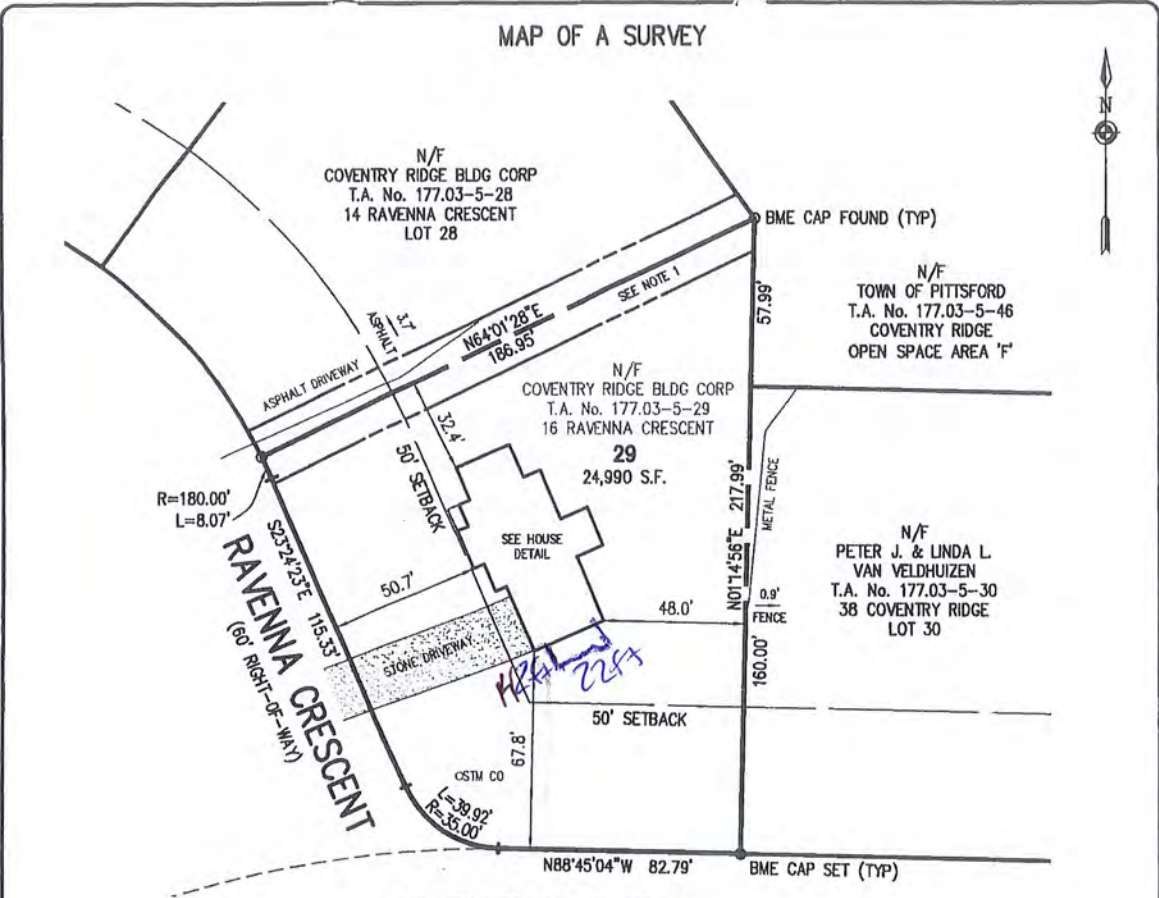 MAP OF A SURVEY
N
N/F
COVENTRY RIDGE BLDG CORP
T.A. No. 177.03-5-28
14 RAVENNA CRESCENT
LOT 28
BME CAP FOUND (TYP)
N/F
TOWN OF PITTSFORD
T.A. No. 177.03-5-46
COVENTRY RIDGE
OPEN SPACE AREA 'F'
57.99'
SEE NOTE 1
ASPHALT
3.7'
N64°01'28"E
186.95'
ASPHALT DRIVEWAY
N/F
COVENTRY RIDGE BLDG CORP
T.A. No. 177.03-5-29
16 RAVENNA CRESCENT
29
24,990 S.F.
32.4'
50' SETBACK
R=180.00'
L=8.07'
SEE HOUSE
DETAIL
N01°14'56"E 217.99'
METAL FENCE
N/F
PETER J. & LINDA L.
VAN VELDHUIZEN
T.A. No. 177.03-5-30
38 COVENTRY RIDGE
LOT 30
S23°24'23"E 115.33'
RAVENNA CRESCENT
(60' RIGHT-OF-WAY)
50.7'
48.0'
0.9'
FENCE
STONE DRIVEWAY
22ft
160.00'
50' SETBACK
67.8'
CSTM CO
L=39.92'
R=35.00'
N88°45'04"W 82.79'
BME CAP SET (TYP)